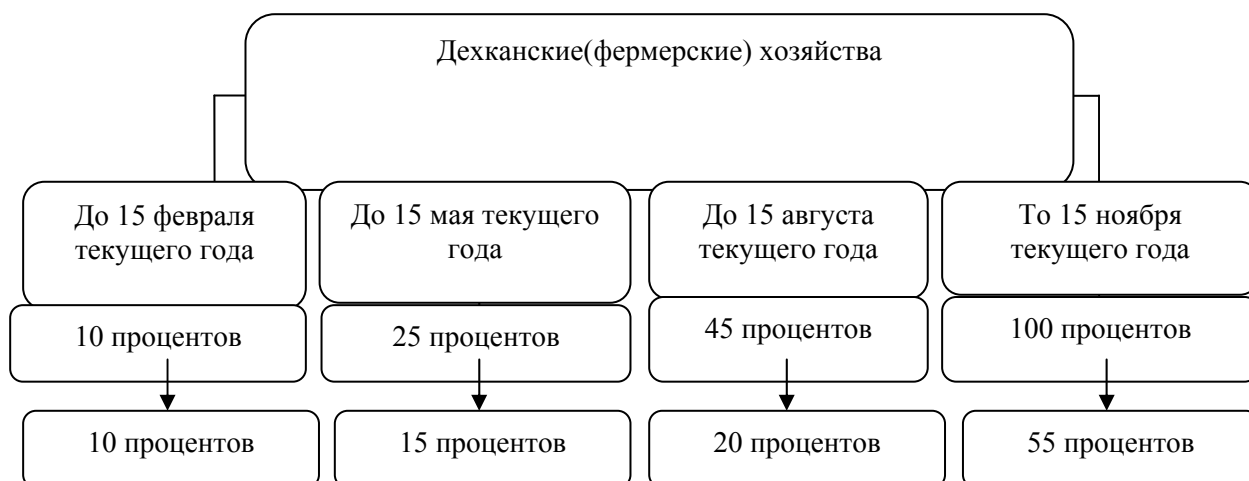 Дехканские(фермерские) хозяйства
До 15 февраля
текущего года
До 15 мая текущего
года
До 15 августа
текущего года
То 15 ноября
текущего года
10 процентов
25 процентов
45 процентов
100 процентов
10 процентов
15 процентов
20 процентов
55 процентов